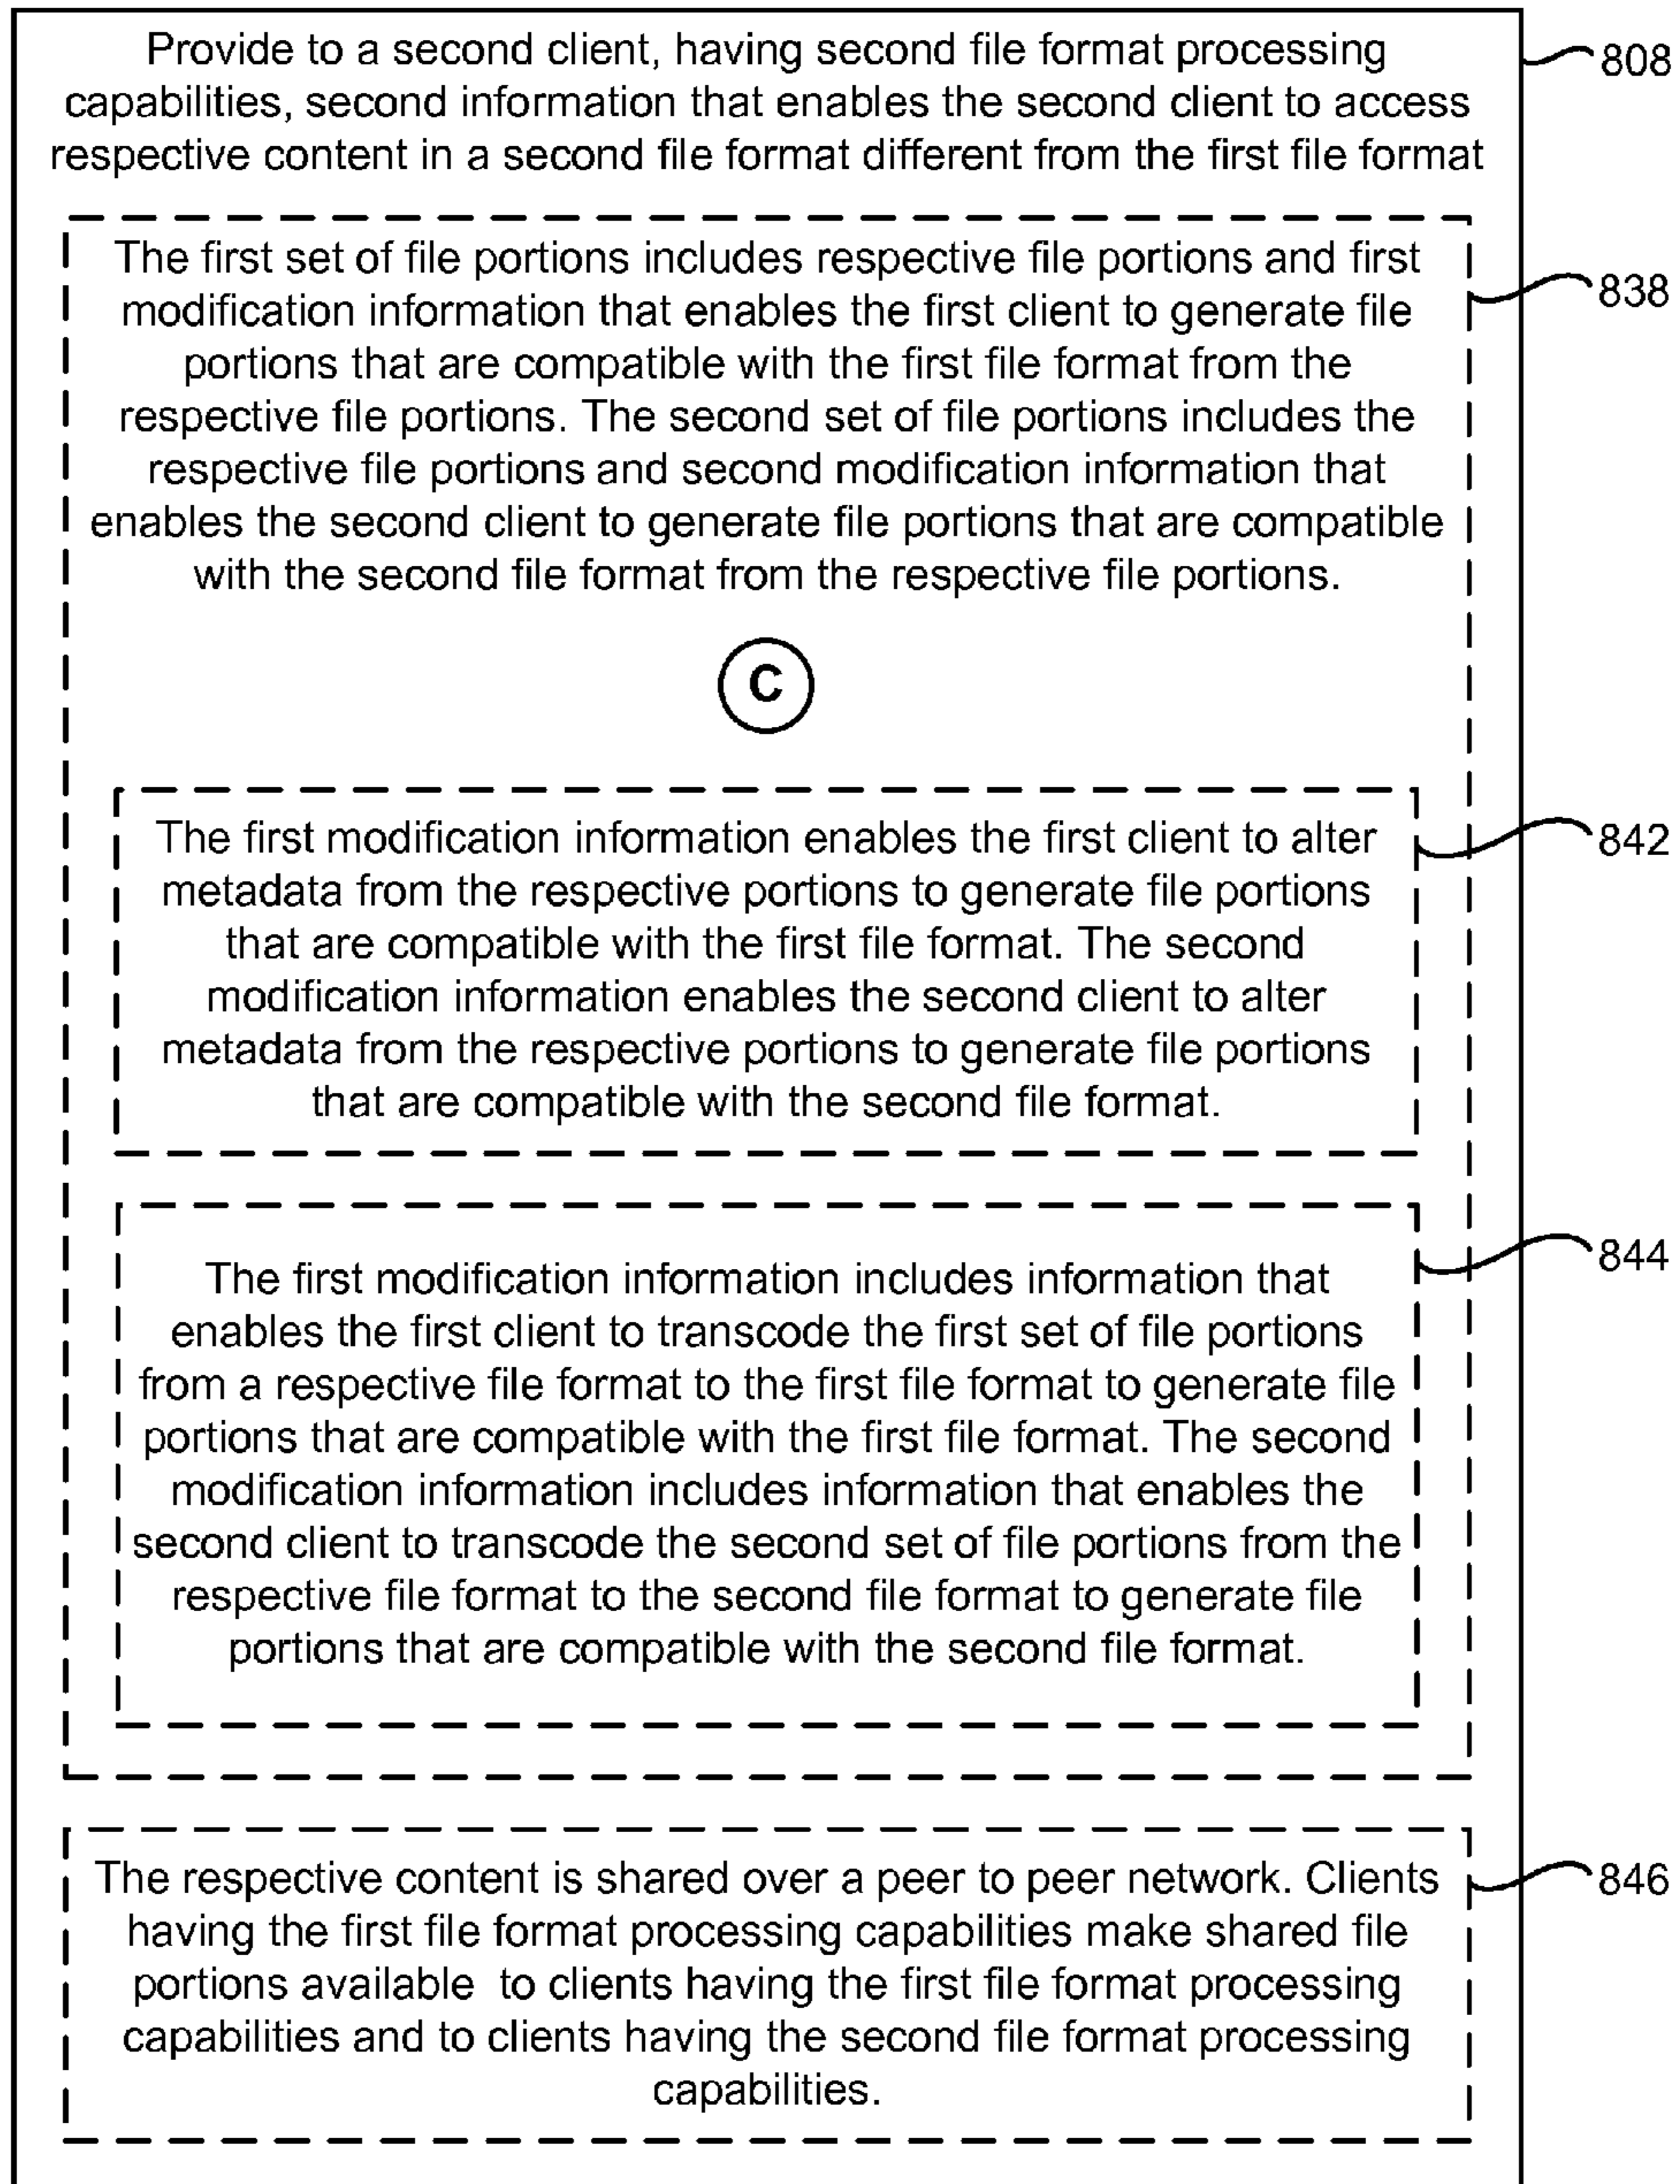 Provide to a second client, having second file format processing
capabilities, second information that enables the second client to access
respective content in a second file format different from the first file format
808
The first set of file portions includes respective file portions and first
modification information that enables the first client to generate file
portions that are compatible with the first file format from the
respective file portions. The second set of file portions includes the
respective file portions and second modification information that
enables the second client to generate file portions that are compatible
with the second file format from the respective file portions.
838
C
The first modification information enables the first client to alter
metadata from the respective portions to generate file portions
that are compatible with the first file format. The second
modification information enables the second client to alter
metadata from the respective portions to generate file portions
that are compatible with the second file format.
842
The first modification information includes information that
enables the first client to transcode the first set of file portions
from a respective file format to the first file format to generate file
portions that are compatible with the first file format. The second
modification information includes information that enables the
second client to transcode the second set of file portions from the
respective file format to the second file format to generate file
portions that are compatible with the second file format.
844
The respective content is shared over a peer to peer network. Clients
having the first file format processing capabilities make shared file
portions available to clients having the first file format processing
capabilities and to clients having the second file format processing
capabilities.
846